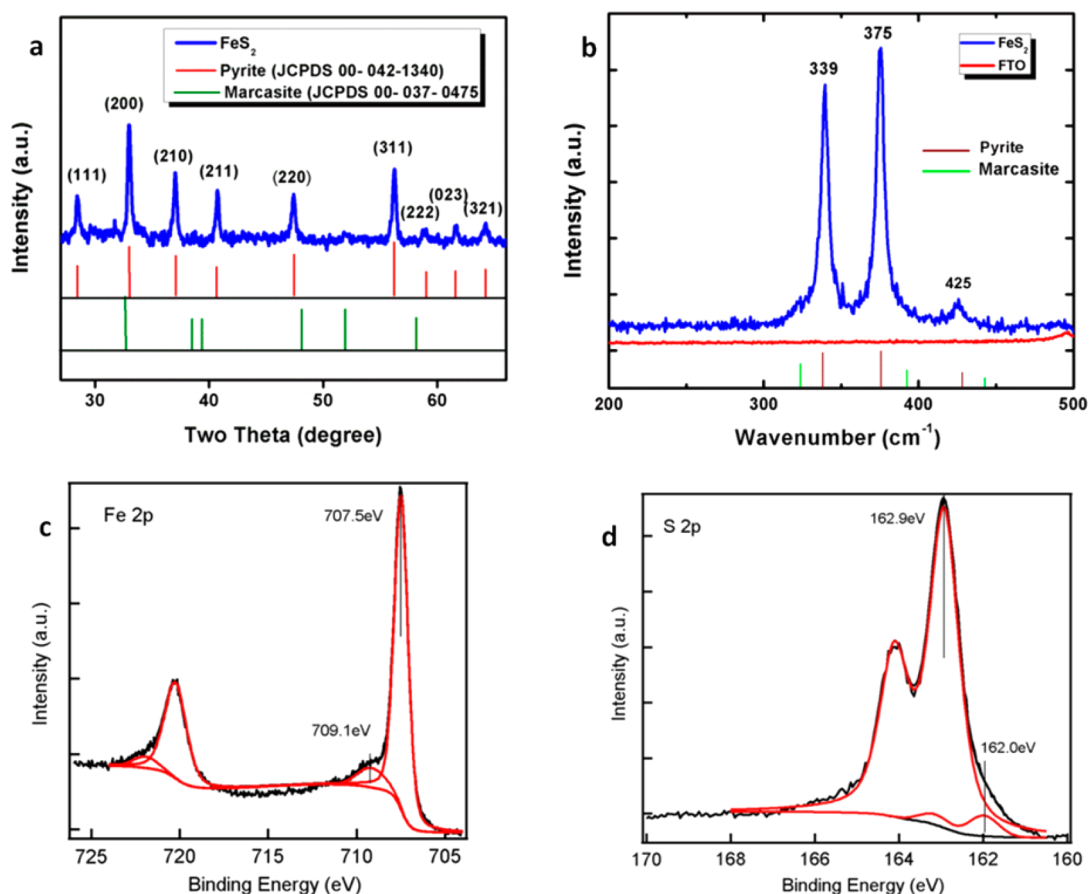 a
FeS2
Pyrite (JCPDS 00- 042-1340)
Marcasite (JCPDS 00- 037- 0475
(111)
(200)
(210)
(211)
(220)
(311)
(222)
(023)
(321)
Intensity (a.u.)
30
40
50
60
Two Theta (degree)
b
339
375
425
FeS2
FTO
Pyrite
Marcasite
Intensity (a.u.)
200
300
400
500
Wavenumber (cm-1)
c
Fe 2p
707.5eV
709.1eV
Intensity (a.u.)
725
720
715
710
705
Binding Energy (eV)
d
S 2p
162.9eV
162.0eV
Intensity (a.u.)
170
168
166
164
162
160
Binding Energy (eV)